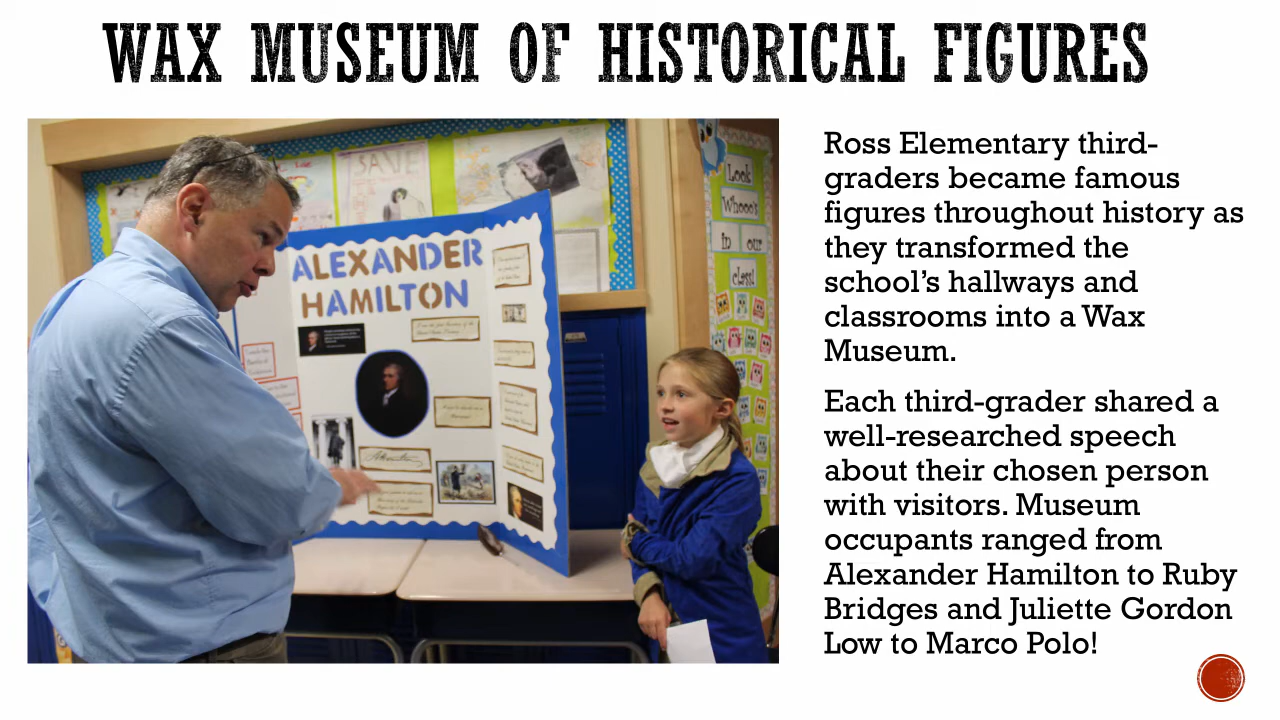 WAX MUSEUM OF HISTORICAL FIGURES
Ross Elementary third-
graders became famous
figures throughout history as
they transformed the
school's hallways and
classrooms into a Wax
Museum.
Each third-grader shared a
well-researched speech
about their chosen person
with visitors. Museum
occupants ranged from
Alexander Hamilton to Ruby
Bridges and Juliette Gordon
Low to Marco Polo!
SAVE
ALEXANDER
HAMILTON
Look
Whooo's
in our
class!